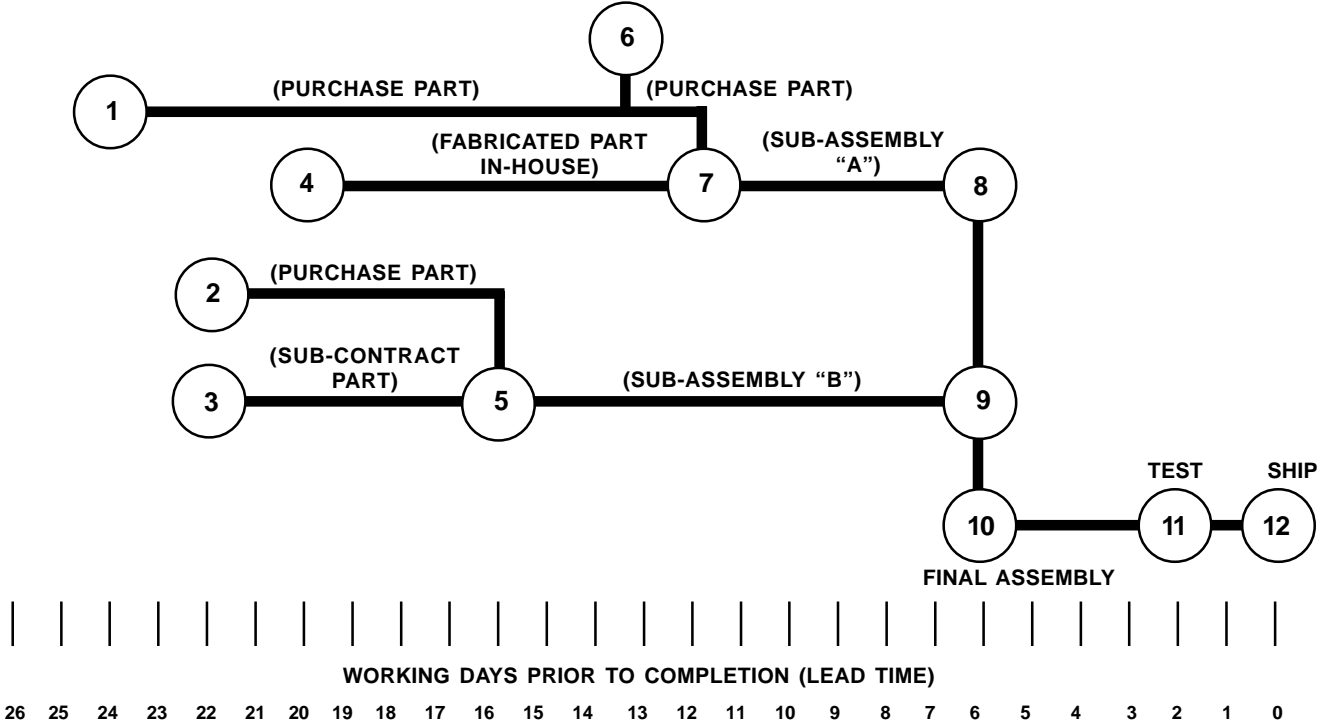 6
(PURCHASE PART) (PURCHASE PART)
1
(FABRICATED PART
IN-HOUSE)
(SUB-ASSEMBLY
“A”)
4 7 8
(PURCHASE PART)
2
(SUB-CONTRACT
PART)
(SUB-ASSEMBLY “B”)
3 5 9
TEST SHIP
10 11 12
FINAL ASSEMBLY
WORKING DAYS PRIOR TO COMPLETION (LEAD TIME)
26 25 24 23 22 21 20 19 18 17 16 15 14 13 12 11 10 9 8 7 6 5 4 3 2 1 0